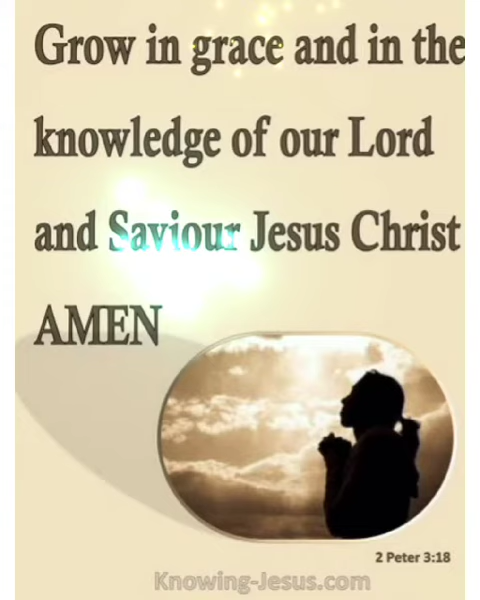 Grow in grace and in the
knowledge of our Lord
and Saviour Jesus Christ
AMEN
2 Peter 3:18
Knowing-Jesus.com